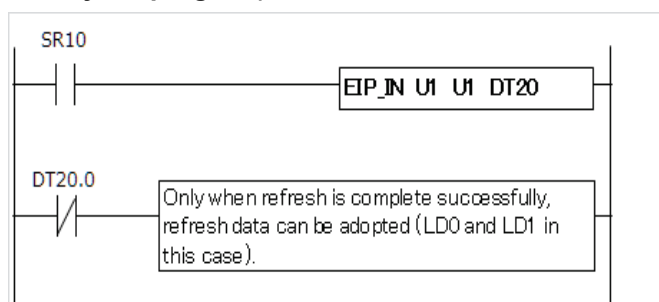 SR10
EIP_IN U1 U1 DT20
DT20.0
Only when refresh is complete successfully,
refresh data can be adopted (LD0 and LD1 in
this case).